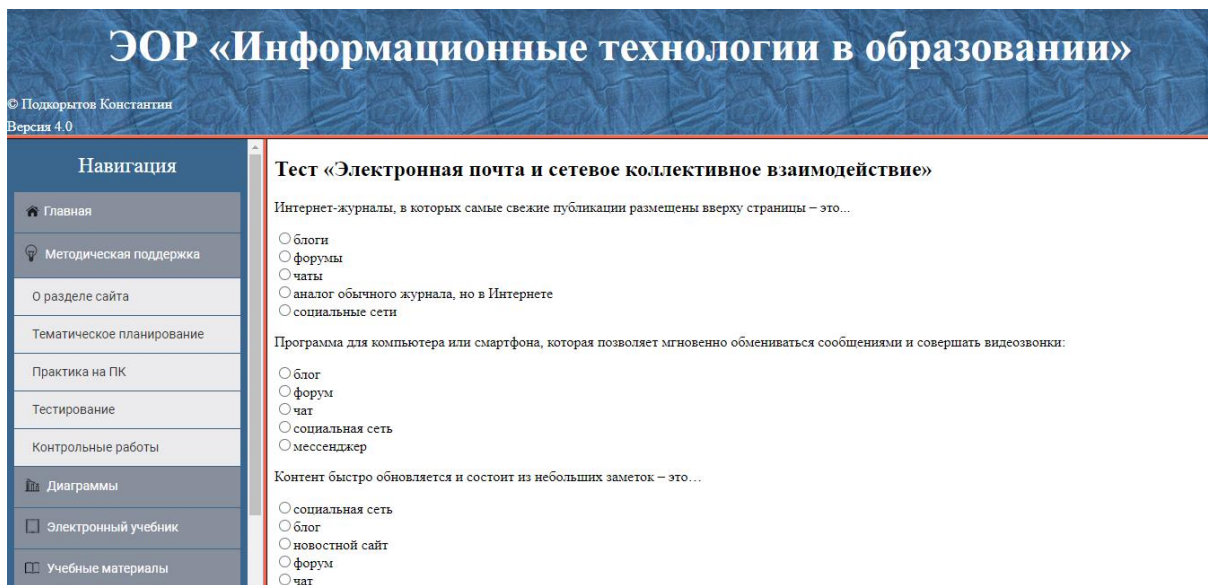 ЭОР «Информационные технологии в образовании»
© Подкорытов Константин
Версия 4.0
Навигация
Главная
Методическая поддержка
О разделе сайта
Тематическое планирование
Практика на ПК
Тестирование
Контрольные работы
Диаграммы
Электронный учебник
Учебные материалы
Тест «Электронная почта и сетевое коллективное взаимодействие»
Интернет-журналы, в которых самые свежие публикации размещены вверху страницы – это...
блоги
форумы
чаты
аналог обычного журнала, но в Интернете
социальные сети
Программа для компьютера или смартфона, которая позволяет мгновенно обмениваться сообщениями и совершать видеозвонки:
блог
форум
чат
социальная сеть
мессенджер
Контент быстро обновляется и состоит из небольших заметок – это…
социальная сеть
блог
новостной сайт
форум
чат